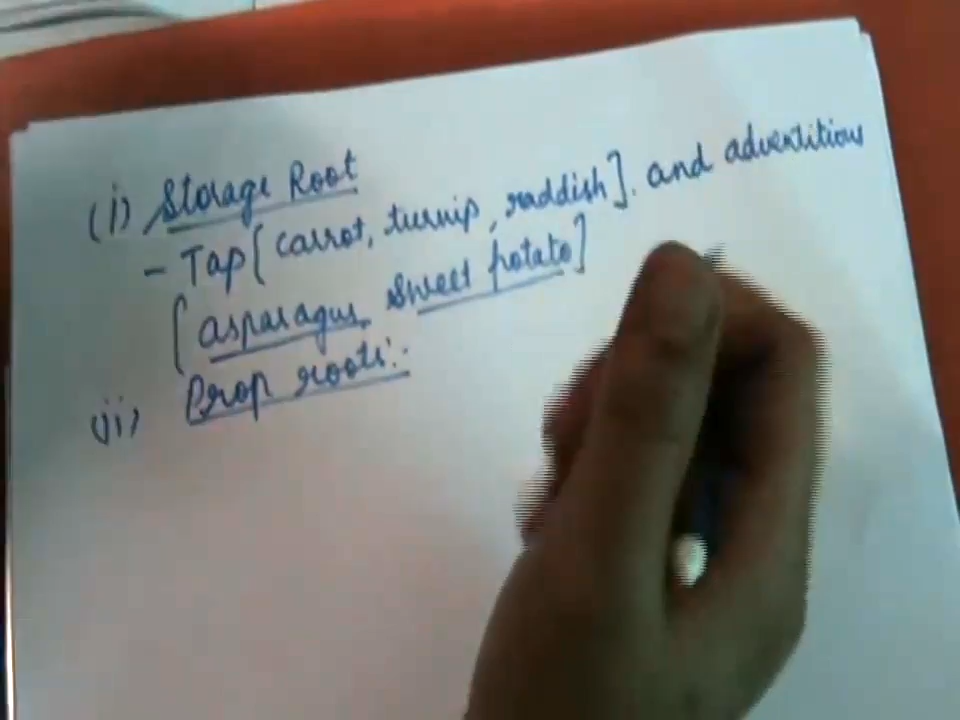 (i) Storage Root
- Tap [carrot, turnip, raddish]. and adventitious
[asparagus, sweet potato]
(ii) Prop roots:-